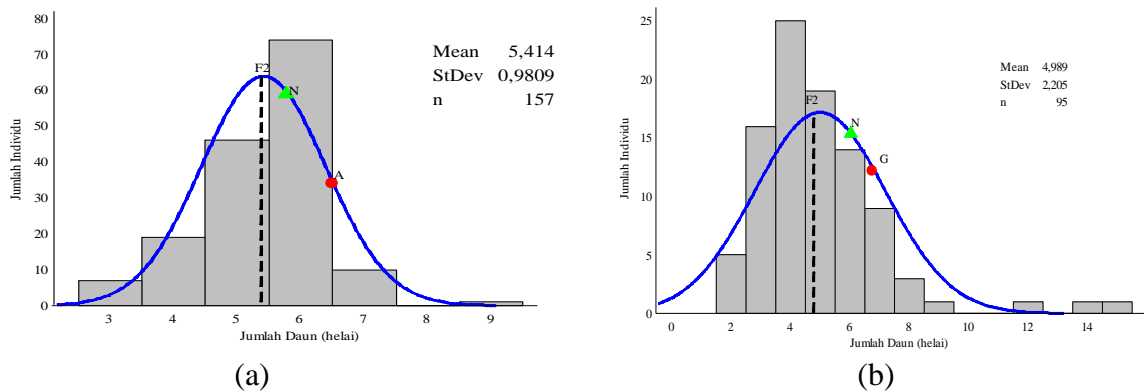 80
70
60
50
40
30
20
10
0
Jumlah Individu
F2
N
A
Mean 5,414
StDev 0,9809
n 157
3 4 5 6 7 8 9
Jumlah Daun (helai)
(a)
25
20
15
10
5
0
Jumlah Individu
F2
N
G
Mean 4,989
StDev 2,205
n 95
0 2 4 6 8 10 12 14
Jumlah Daun (helai)
(b)